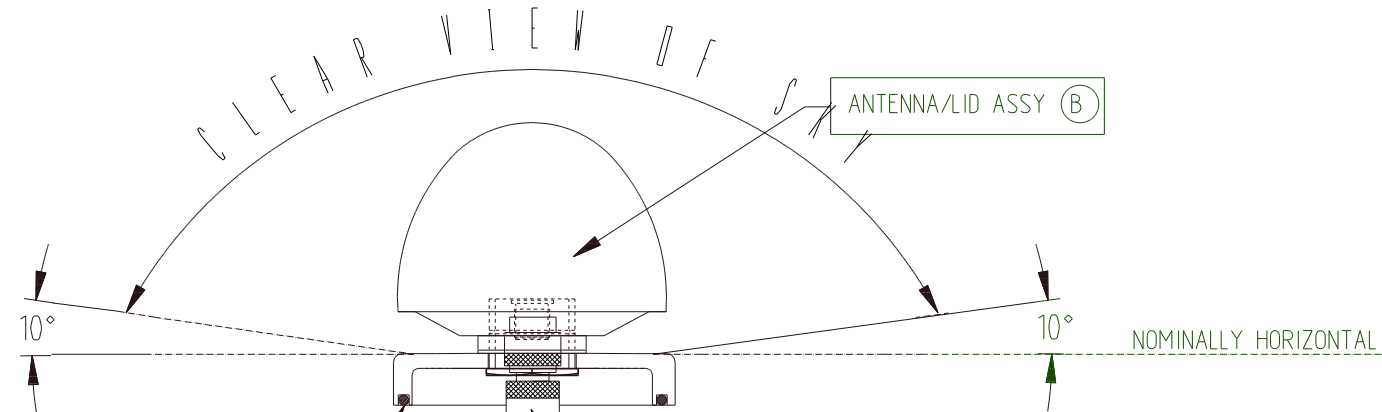 CLEAR VIEW OF SKY
ANTENNA/LID ASSY B
10°
10°
NOMINALLY HORIZONTAL